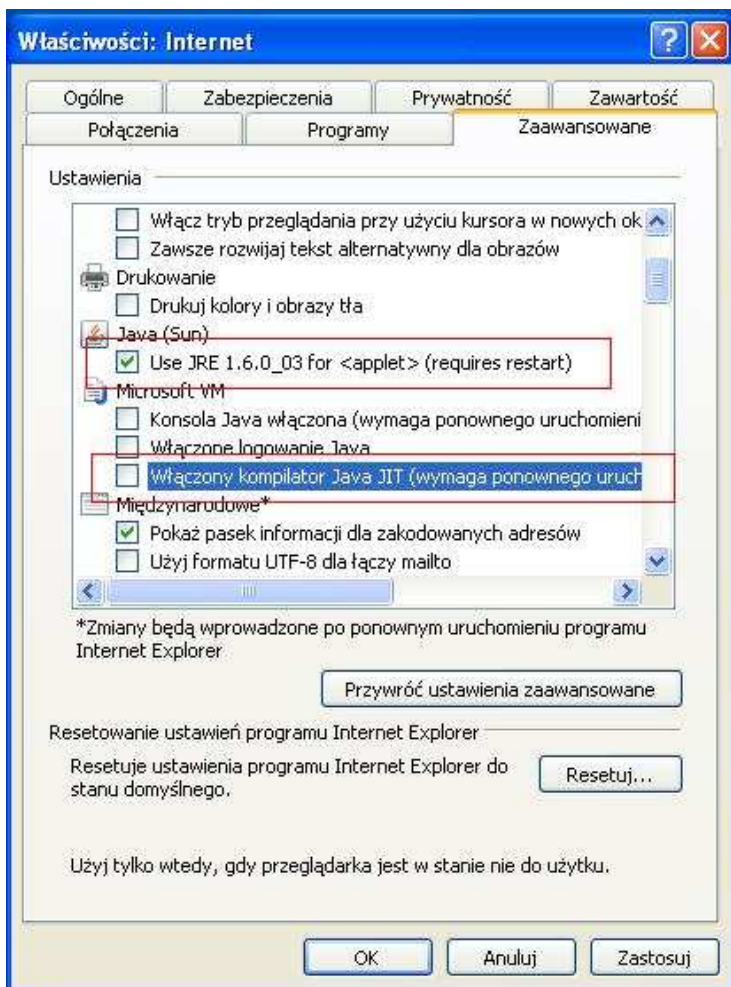 Właściwości: Internet
Ogólne Zabezpieczenia Prywatność Zawartość
Połączenia Programy Zaawansowane
Ustawienia
Włącz tryb przeglądania przy użyciu kursora w nowych ok
Zawsze rozwijaj tekst alternatywny dla obrazów
Drukowanie
Drukuj kolory i obrazy tła
Java (Sun)
Use JRE 1.6.0_03 for <applet> (requires restart)
Microsoft VM
Konsola Java włączona (wymaga ponownego uruchomieni
Włączone logowanie Java
Włączony kompilator Java JIT (wymaga ponownego uruch
Międzynarodowe*
Pokaż pasek informacji dla zakodowanych adresów
Użyj formatu UTF-8 dla łączy mailto
*Zmiany będą wprowadzone po ponownym uruchomieniu programu
Internet Explorer
Przywróć ustawienia zaawansowane
Resetowanie ustawień programu Internet Explorer
Resetuje ustawienia programu Internet Explorer do
stanu domyślnego.
Resetuj...
Użyj tylko wtedy, gdy przeglądarka jest w stanie nie do użytku.
OK Anuluj Zastosuj